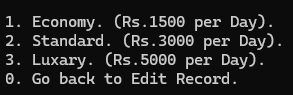 1. Economy. (Rs.1500 per Day).
2. Standard. (Rs.3000 per Day).
3. Luxary. (Rs.5000 per Day).
0. Go back to Edit Record.